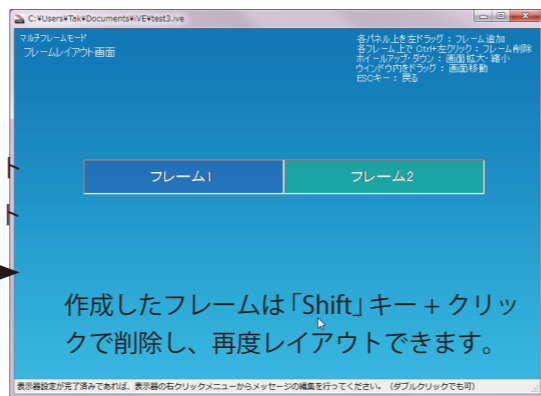 C:¥Users¥Tak¥Documents¥iVE¥test3.ive
マルチフレームモード
フレームレイアウト画面
各パネル上を左ドラッグ：フレーム追加
各フレーム上で Ctrl+左クリック：フレーム削除
ホイールアップ・ダウン：画面拡大・縮小
ウインドウ内をドラッグ：画面移動
ESCキー：戻る
ト
フレーム1
フレーム2
ト
作成したフレームは「Shift」キー + クリッ
クで削除し、再度レイアウトできます。
表示器設定が完了済みであれば、表示器の右クリックメニューからメッセージの編集を行ってください。（ダブルクリックでも可）